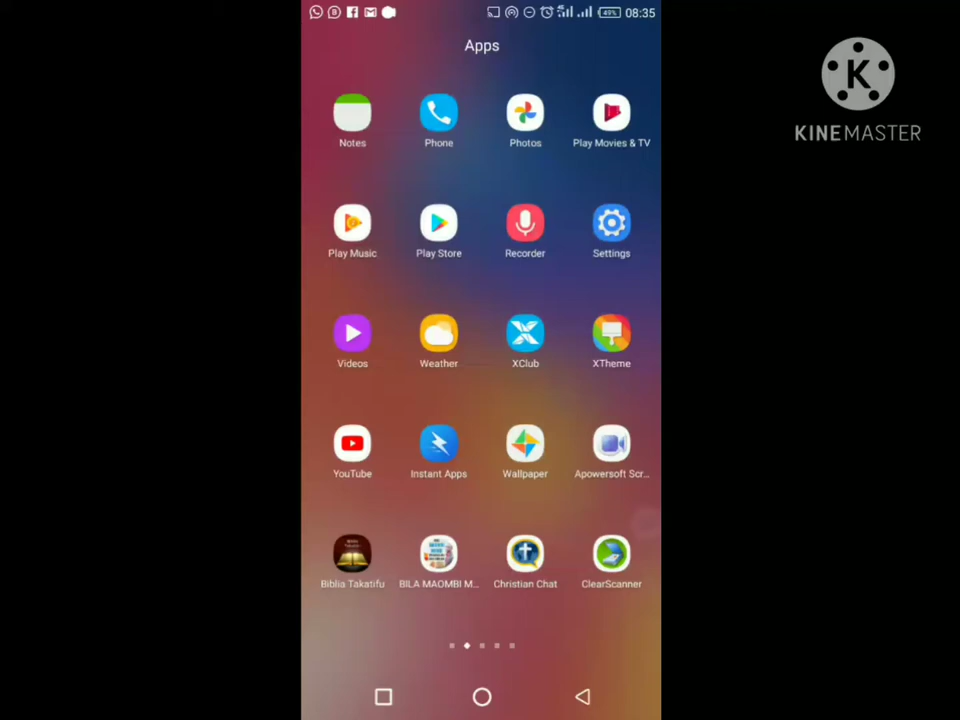 49% 08:35
Apps
K
KINEMASTER
Notes Phone Photos Play Movies & TV
Play Music Play Store Recorder Settings
Videos Weather XClub XTheme
YouTube Instant Apps Wallpaper Apowersoft Scr...
Biblia Takatifu BILA MAOMBI M... Christian Chat ClearScanner